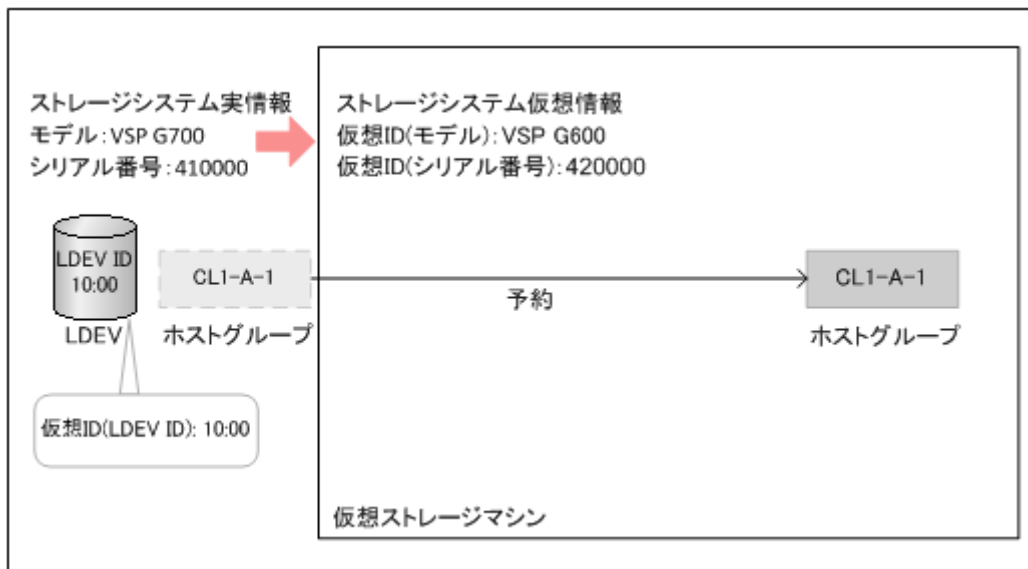 ストレージシステム実情報
モデル:VSP G700
シリアル番号:410000
ストレージシステム仮想情報
仮想ID(モデル):VSP G600
仮想ID(シリアル番号):420000
LDEV ID
10:00
LDEV
CL1-A-1
ホストグループ
予約
CL1-A-1
ホストグループ
仮想ID(LDEV ID): 10:00
仮想ストレージマシン